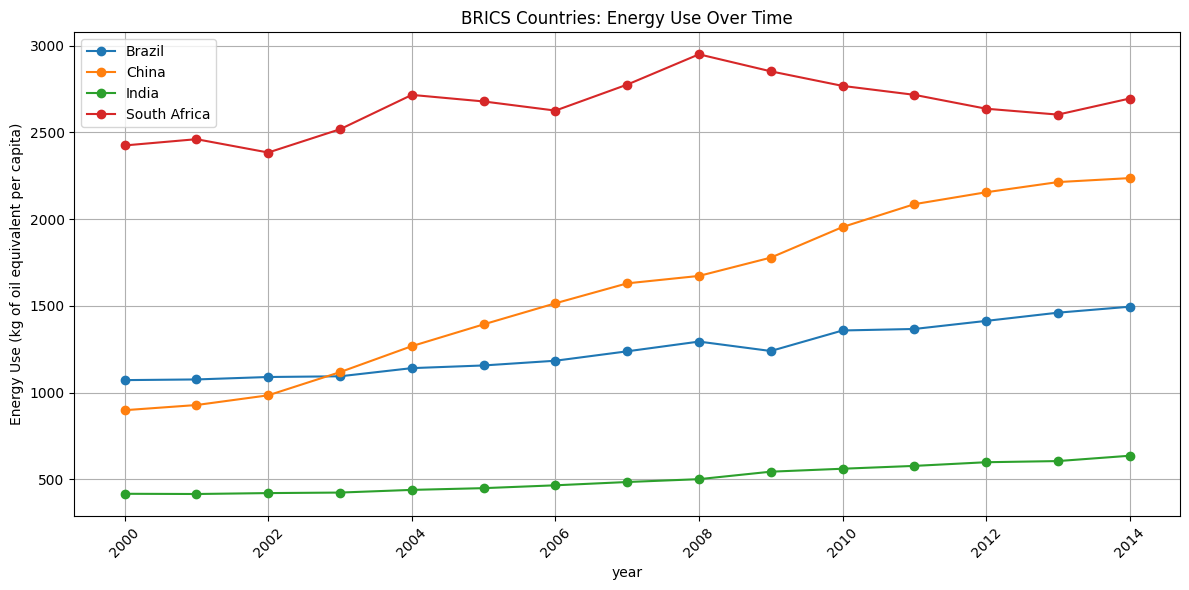 BRICS Countries: Energy Use Over Time
Brazil
China
India
South Africa
Energy Use (kg of oil equivalent per capita)
3000
2500
2000
1500
1000
500
2000
2002
2004
2006
2008
2010
2012
2014
year